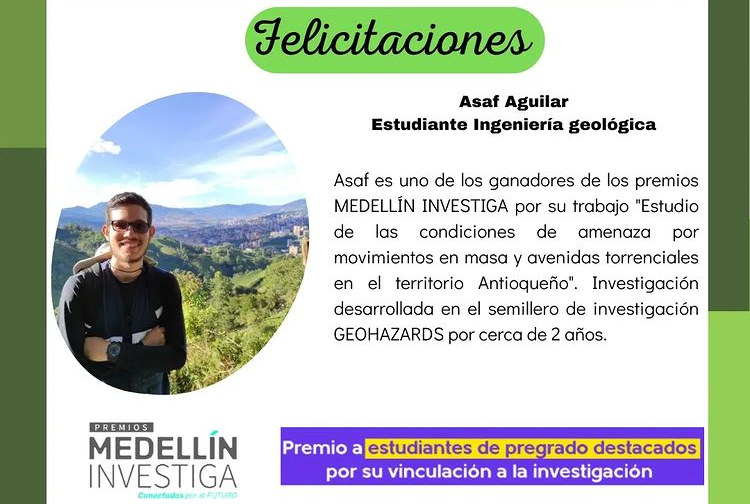 Felicitaciones
Asaf Aguilar
Estudiante Ingeniería geológica
Asaf es uno de los ganadores de los premios
MEDELLÍN INVESTIGA por su trabajo "Estudio
de las condiciones de amenaza por
movimientos en masa y avenidas torrenciales
en el territorio Antioqueño". Investigación
desarrollada en el semillero de investigación
GEOHAZARDS por cerca de 2 años.
PREMIOS
MEDELLÍN
INVESTIGA
Conectados por el FUTURO
Premio a estudiantes de pregrado destacados
por su vinculación a la investigación